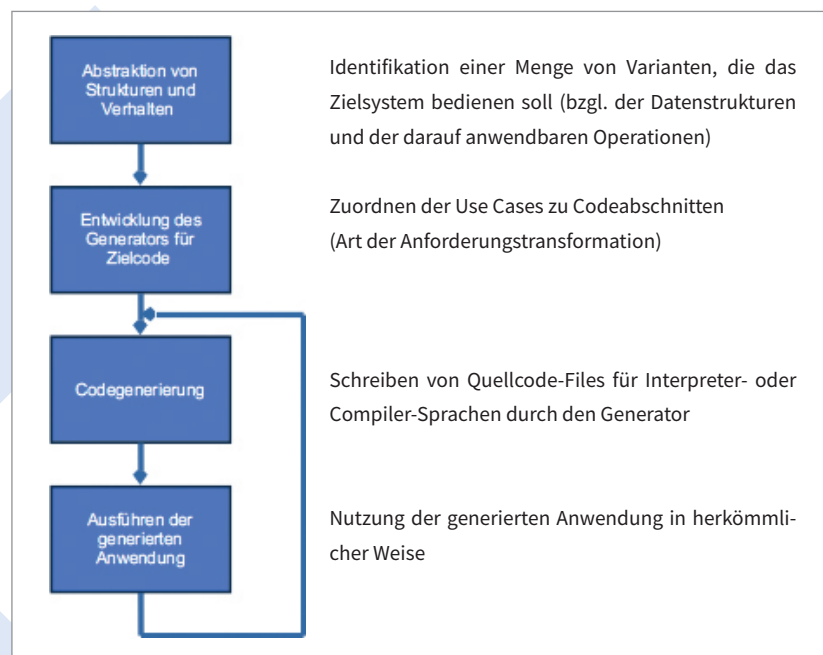 Abstraktion von
Strukturen und
Verhalten
Identifikation einer Menge von Varianten, die das
Zielsystem bedienen soll (bzgl. der Datenstrukturen
und der darauf anwendbaren Operationen)
Entwicklung des
Generators für
Zielcode
Zuordnen der Use Cases zu Codeabschnitten
(Art der Anforderungstransformation)
Codegenerierung
Schreiben von Quellcode-Files für Interpreter- oder
Compiler-Sprachen durch den Generator
Ausführen der
generierten
Anwendung
Nutzung der generierten Anwendung in herkömmli-
cher Weise